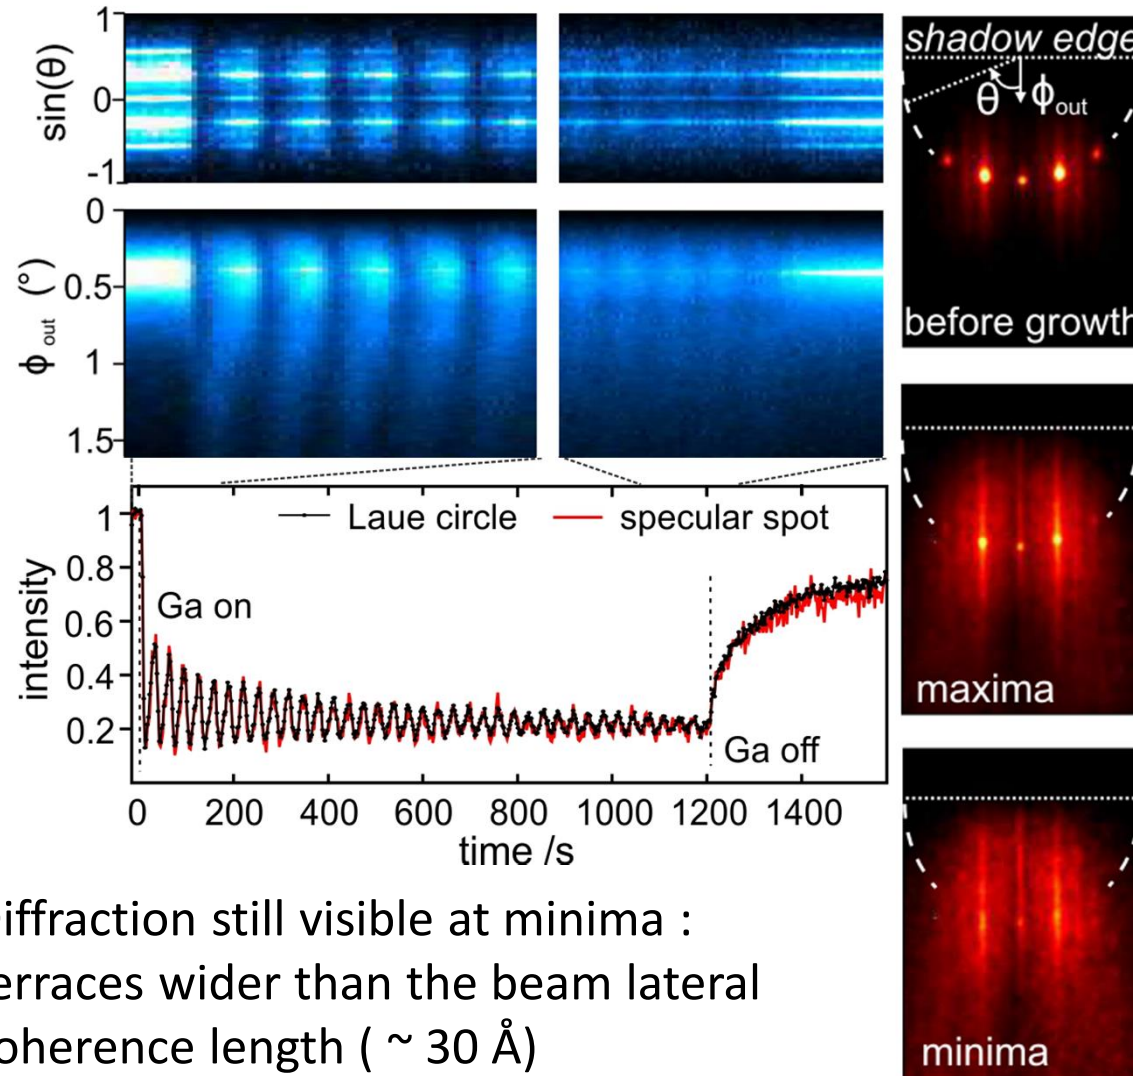 1
sin(θ)
0
-1
0
ϕ out (°)
0.5
1
1.5
shadow edge
θ ϕout
before growth
maxima
minima
Laue circle
specular spot
intensity
1
0.8
0.6
0.4
0.2
Ga on
Ga off
0 200 400 600 800 1000 1200 1400
time /s
iffraction still visible at minima :
erraces wider than the beam lateral
oherence length ( ~ 30 Å)